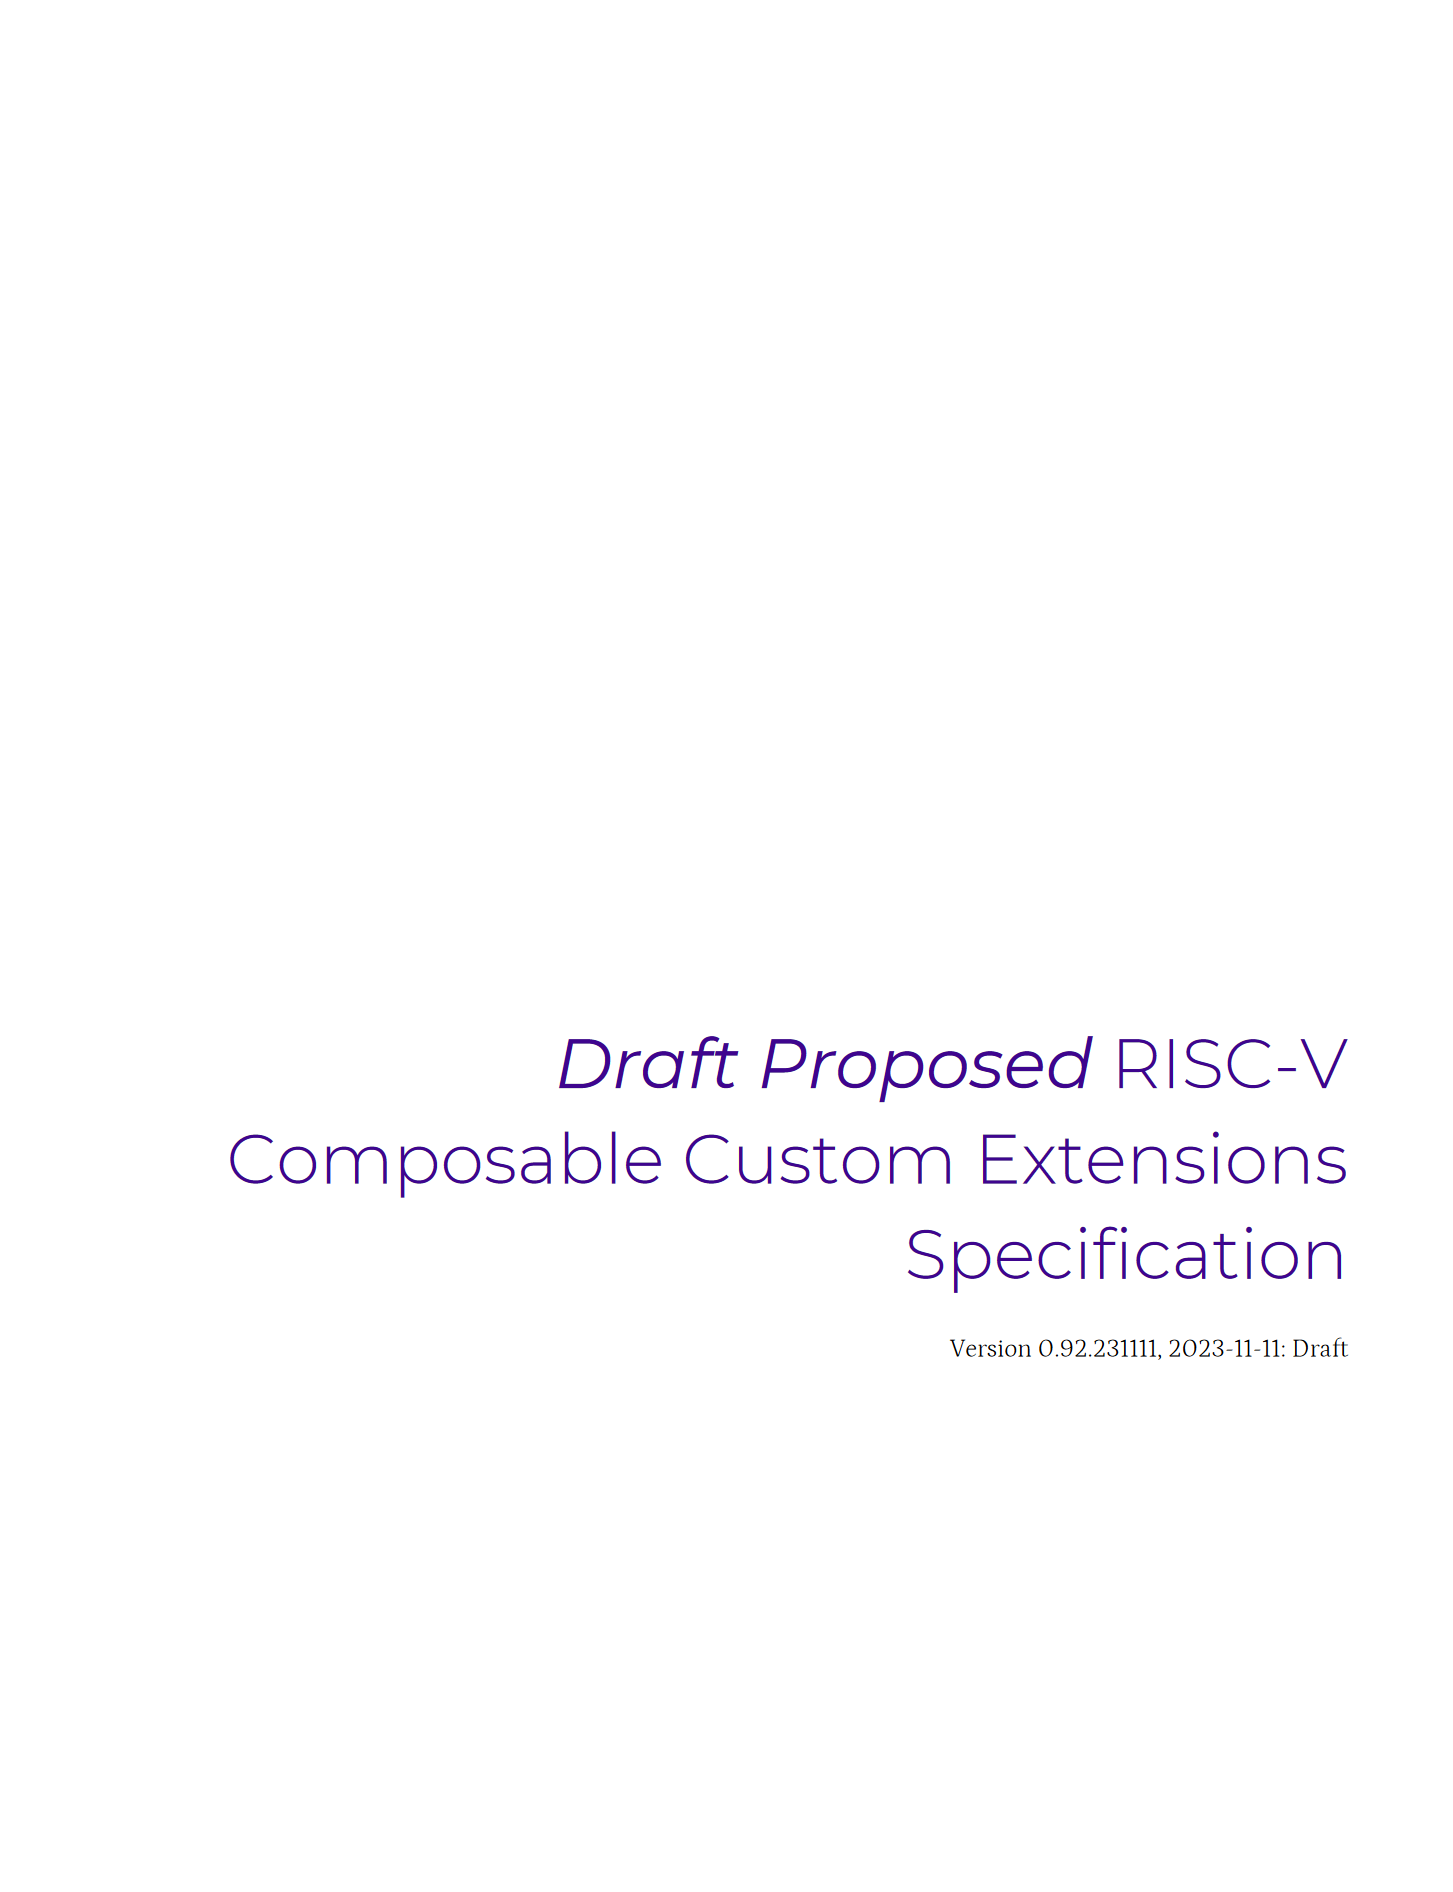 Draft Proposed RISC-V
Composable Custom Extensions
Specification
Version 0.92.231111, 2023-11-11: Draft